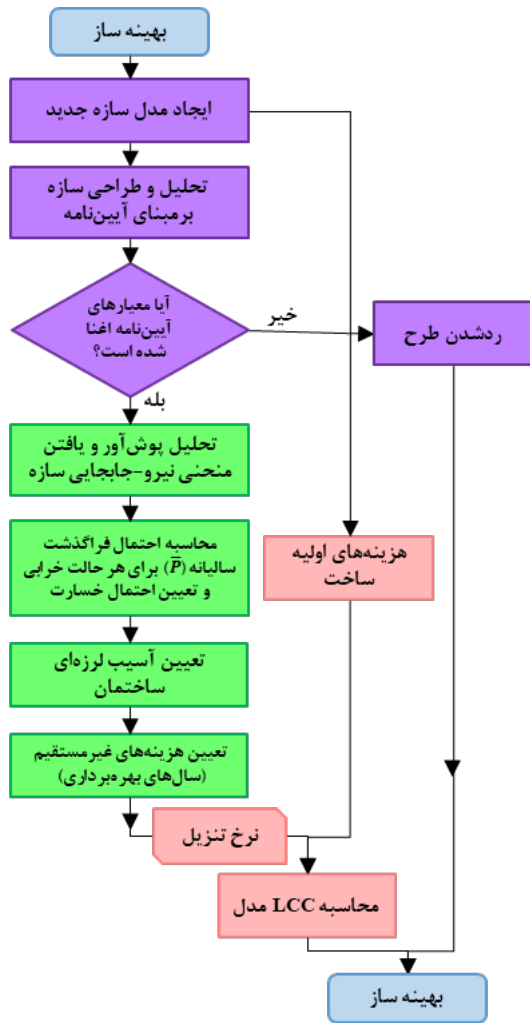 بهینه ساز
ایجاد مدل سازه جدید
تحلیل و طراحی سازه
برمبنای آیین‌نامه
آیا معیارهای
آیین‌نامه اغنا
شده است؟
خیر
ردشدن طرح
بله
تحلیل پوش‌آور و یافتن
منحنی نیرو-جابجایی سازه
محاسبه احتمال فراگذشت
سالیانه (P̅) برای هر حالت خرابی
و تعیین احتمال خسارت
هزینه‌های اولیه
ساخت
تعیین آسیب لرزه‌ای
ساختمان
تعیین هزینه‌های غیرمستقیم
(سال‌های بهره‌برداری)
نرخ تنزیل
محاسبه LCC مدل
بهینه ساز